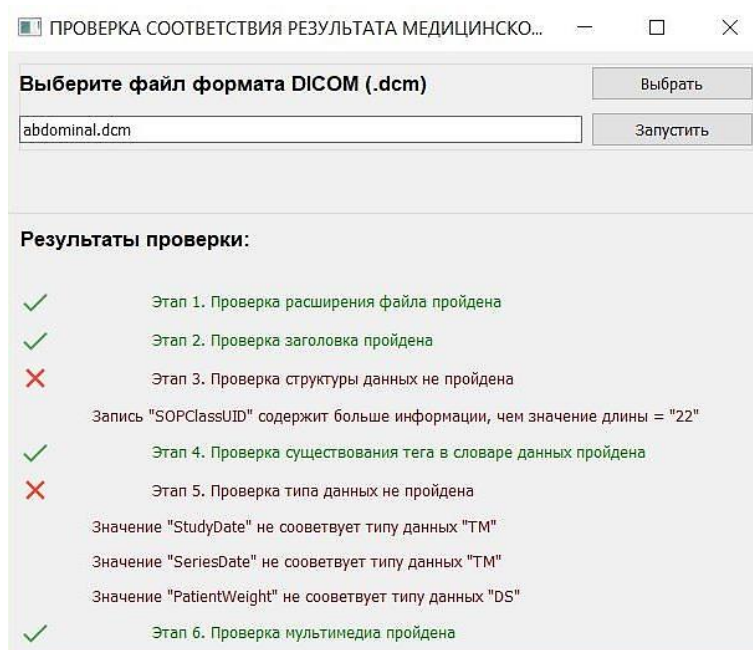 ПРОВЕРКА СООТВЕТСТВИЯ РЕЗУЛЬТАТА МЕДИЦИНСКО...
Выберите файл формата DICOM (.dcm)
Выбрать
abdominal.dcm
Запустить
Результаты проверки:
Этап 1. Проверка расширения файла пройдена
Этап 2. Проверка заголовка пройдена
Этап 3. Проверка структуры данных не пройдена
Запись "SOPClassUID" содержит больше информации, чем значение длины = "22"
Этап 4. Проверка существования тега в словаре данных пройдена
Этап 5. Проверка типа данных не пройдена
Значение "StudyDate" не сооветвует типу данных "TM"
Значение "SeriesDate" не сооветвует типу данных "TM"
Значение "PatientWeight" не сооветвует типу данных "DS"
Этап 6. Проверка мультимедиа пройдена